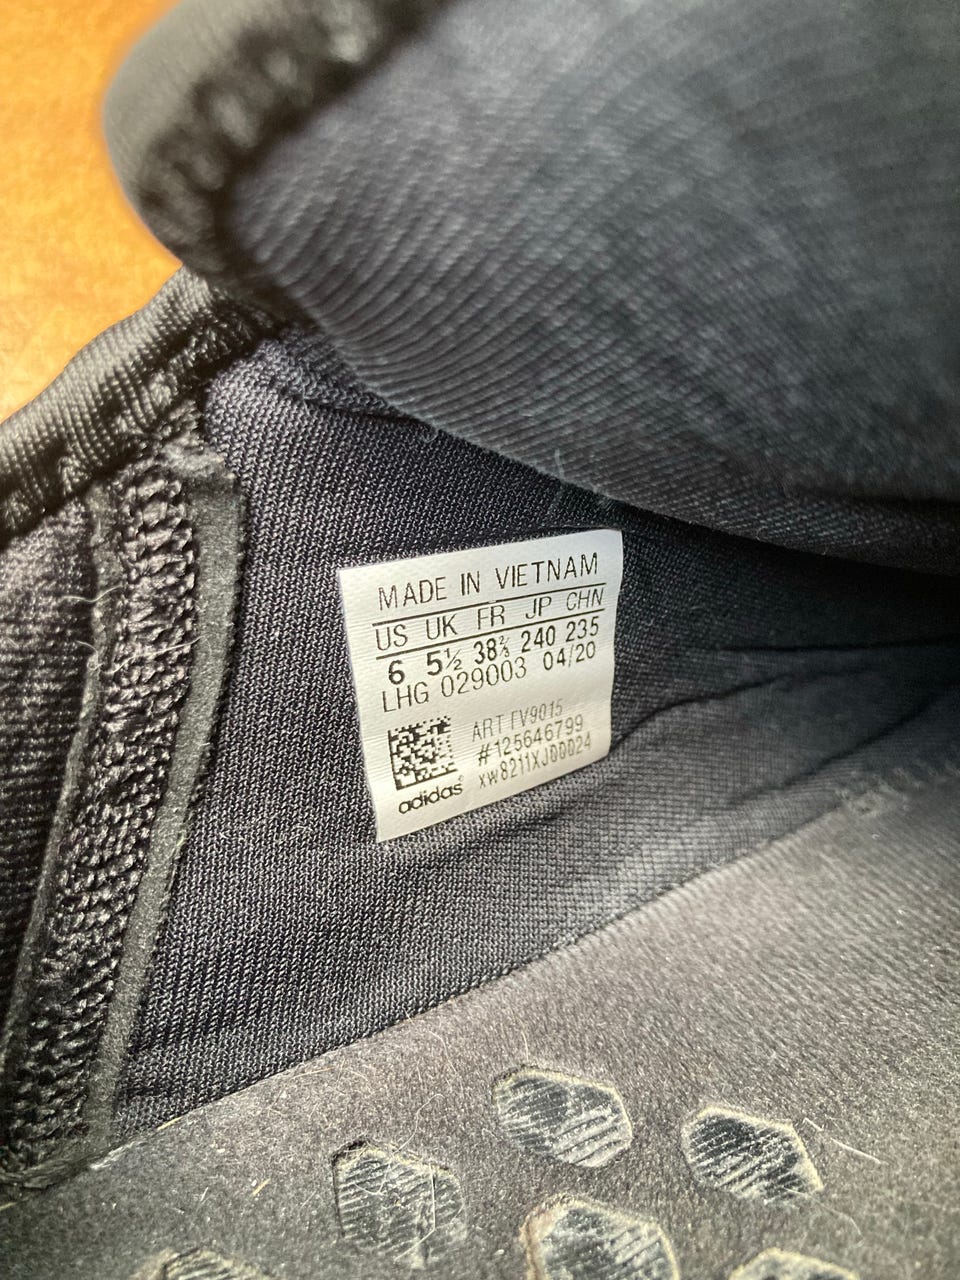 MADE IN VIETNAM
US UK FR JP CHN
6 5½ 38⅔ 240 235
LHG 029003 04/20
ART FV9015
#125646799
XW8211XJ00024
adidas